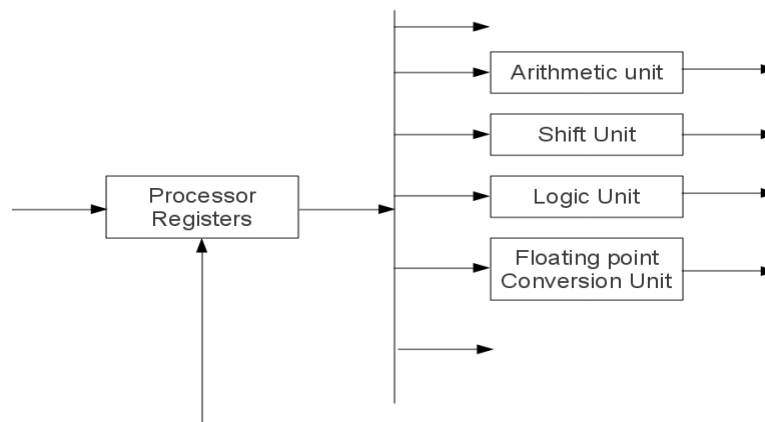 Arithmetic unit
Shift Unit
Processor
Registers
Logic Unit
Floating point
Conversion Unit